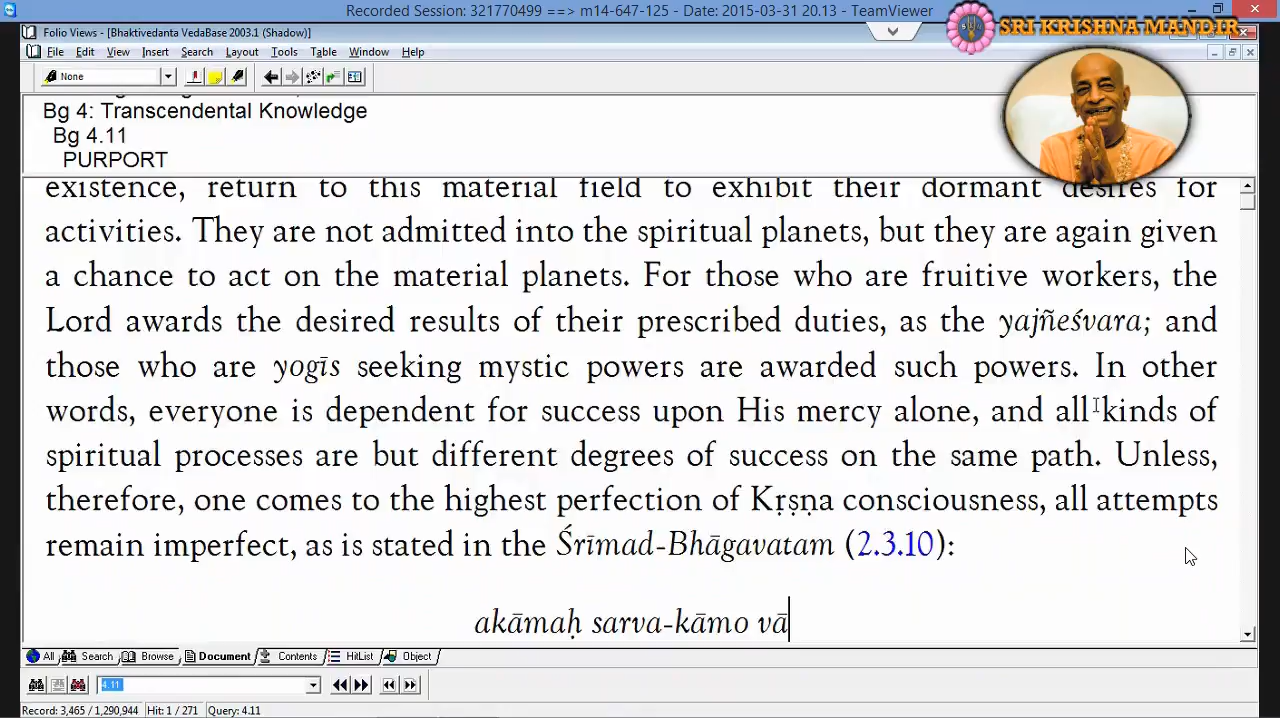 Recorded Session: 321770499 ==> m14-647-125 - Date: 2015-03-31 20.13 - TeamViewer
SRI KRISHNA MANDIR
Folio Views - [Bhaktivedanta VedaBase 2003.1 (Shadow)]
File Edit View Insert Search Layout Tools Table Window Help
None
Bg 4: Transcendental Knowledge
Bg 4.11
PURPORT
existence, return to this material field to exhibit their dormant desires for
activities. They are not admitted into the spiritual planets, but they are again given
a chance to act on the material planets. For those who are fruitive workers, the
Lord awards the desired results of their prescribed duties, as the yajñeśvara; and
those who are yogīs seeking mystic powers are awarded such powers. In other
words, everyone is dependent for success upon His mercy alone, and all kinds of
spiritual processes are but different degrees of success on the same path. Unless,
therefore, one comes to the highest perfection of Kṛṣṇa consciousness, all attempts
remain imperfect, as is stated in the Śrīmad-Bhāgavatam (2.3.10):
akāmaḥ sarva-kāmo vā
All Search Browse Document Contents HitList Object
4.11
Record: 3,465 / 1,290,944 Hit: 1 / 271 Query: 4.11